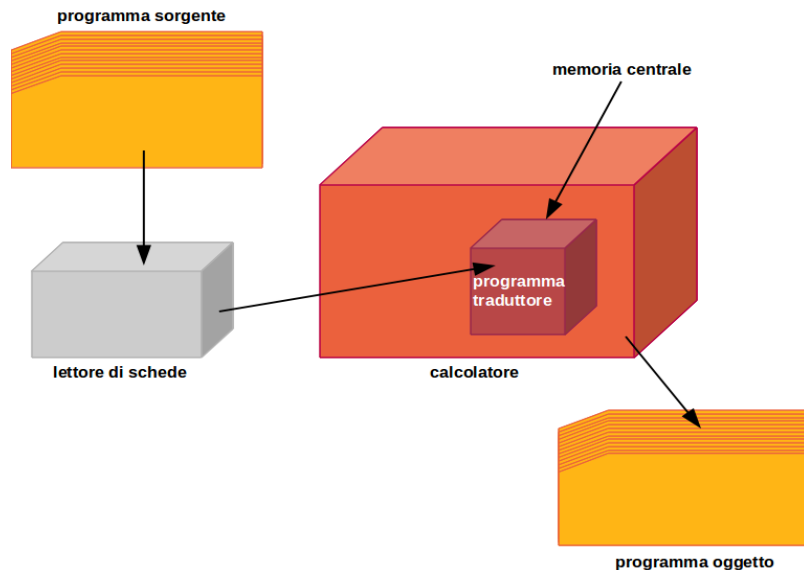 programma sorgente
memoria centrale
programma
traduttore
lettore di schede
calcolatore
programma oggetto